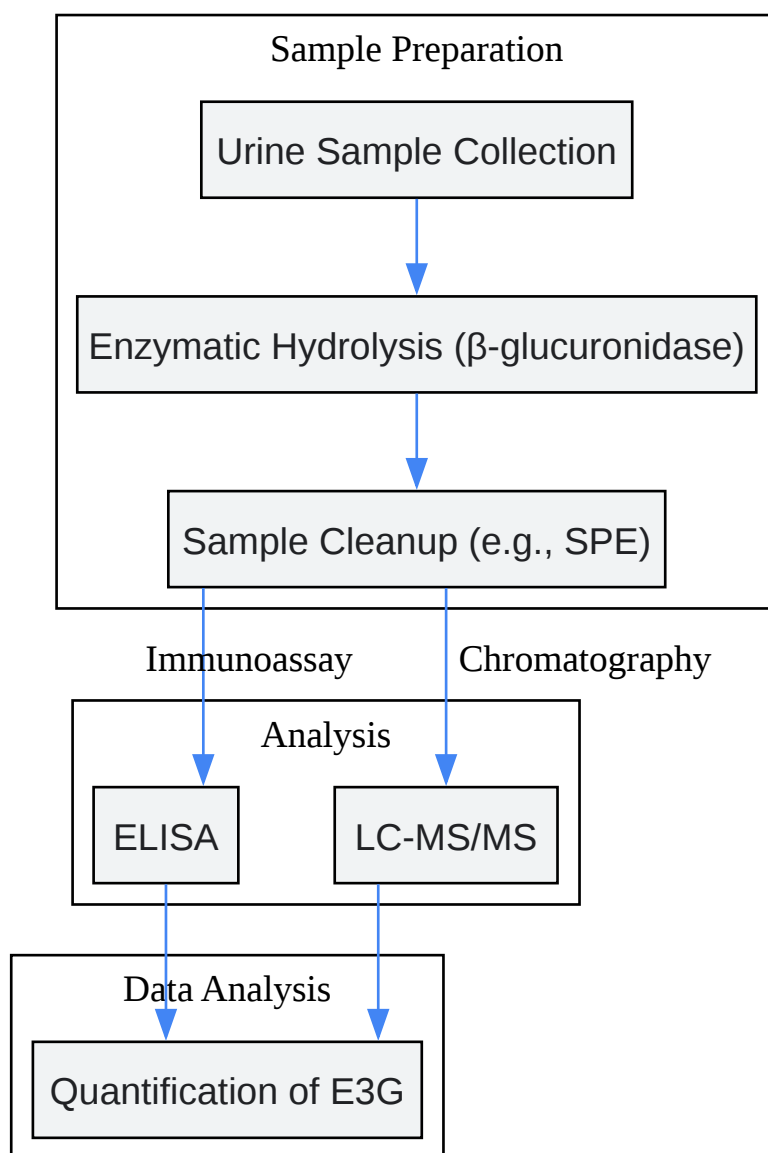 Sample Preparation
Urine Sample Collection
Enzymatic Hydrolysis (β-glucuronidase)
Sample Cleanup (e.g., SPE)
Immunoassay
Chromatography
Analysis
ELISA
LC-MS/MS
Data Analysis
Quantification of E3G